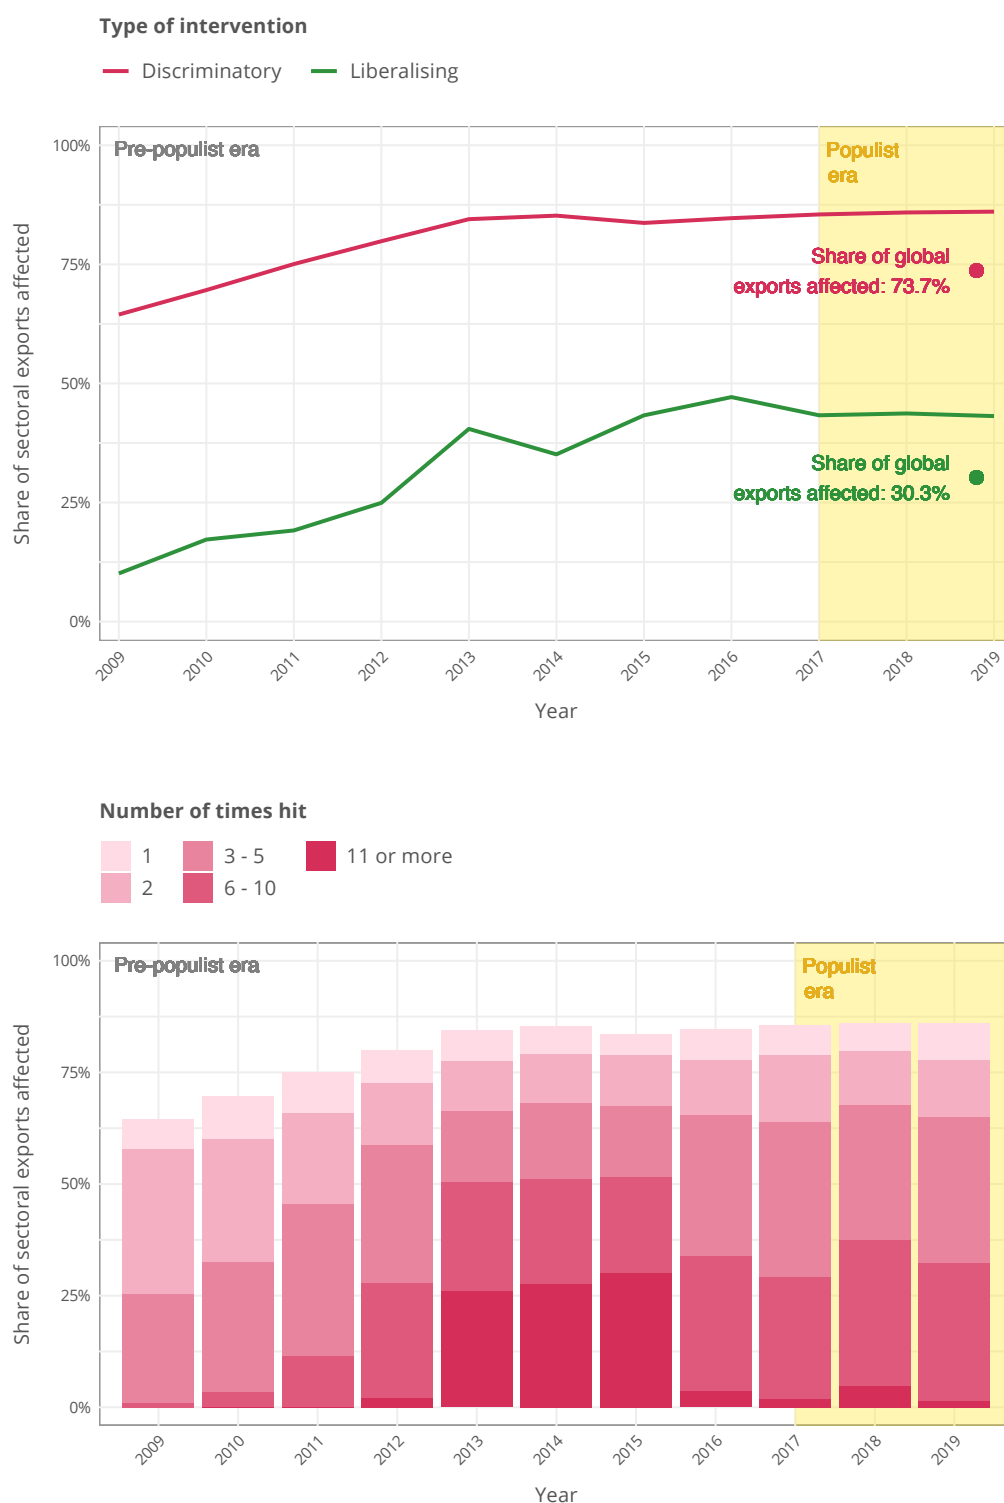 Type of intervention
Discriminatory Liberalising
Pre-populist era
Populist
era
100%
75%
50%
25%
0%
Share of sectoral exports affected
Share of global
exports affected: 73.7%
Share of global
exports affected: 30.3%
2009 2010 2011 2012 2013 2014 2015 2016 2017 2018 2019
Year
Number of times hit
1 3 - 5 11 or more
2 6 - 10
Pre-populist era
Populist
era
100%
75%
50%
25%
0%
Share of sectoral exports affected
2009 2010 2011 2012 2013 2014 2015 2016 2017 2018 2019
Year